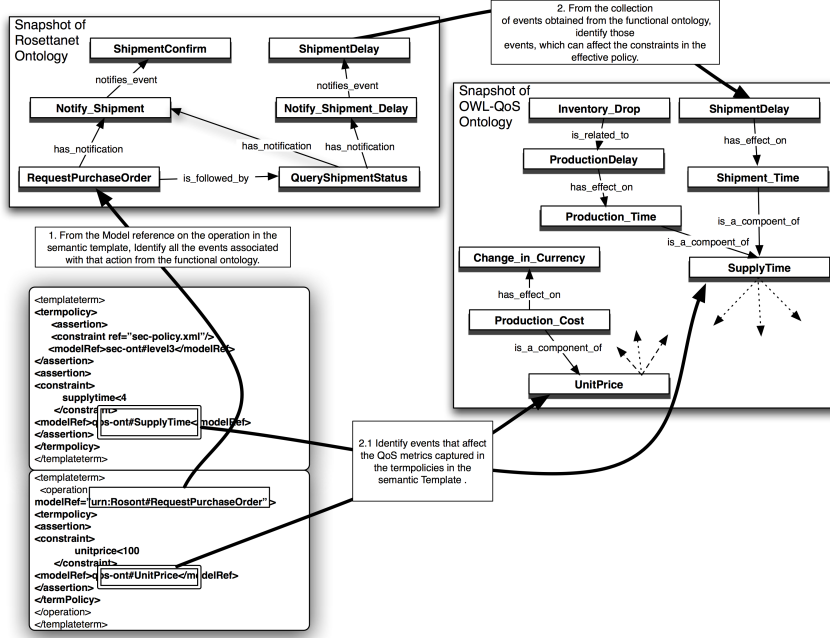 Snapshot of
Rosettanet
Ontology
ShipmentConfirm
ShipmentDelay
notifies_event
notifies_event
Notify_Shipment
Notify_Shipment_Delay
has_notification
has_notification
has_notification
RequestPurchaseOrder
is_followed_by
QueryShipmentStatus
2. From the collection
of events obtained from the functional ontology,
identify those
events, which can affect the constraints in the
effective policy.
Snapshot of
OWL-QoS
Ontology
Inventory_Drop
ShipmentDelay
is_related_to
has_effect_on
ProductionDelay
has_effect_on
Shipment_Time
Production_Time
is_a_component_of
is_a_component_of
Change_in_Currency
SupplyTime
has_effect_on
Production_Cost
is_a_component_of
UnitPrice
1. From the Model reference on the operation in the
semantic template, Identify all the events associated
with that action from the functional ontology.
<templateterm>
<termpolicy>
<assertion>
<constraint ref="sec-policy.xml"/>
<modelRef>sec-ont#level3</modelRef>
</assertion>
<assertion>
<constraint>
supplytime<4
</constraint>
<modelRef>qos-ont#SupplyTime</modelRef>
</assertion>
</termpolicy>
</templateterm>
<templateterm>
<operation
modelRef="urn:Rosont#RequestPurchaseOrder" >
<termpolicy>
<assertion>
<constraint>
unitprice<100
</constraint>
<modelRef>qos-ont#UnitPrice</modelRef>
</assertion>
</termPolicy>
</operation>
</templateterm>
2.1 Identify events that affect
the QoS metrics captured in
the termpolicies in the
semantic Template .